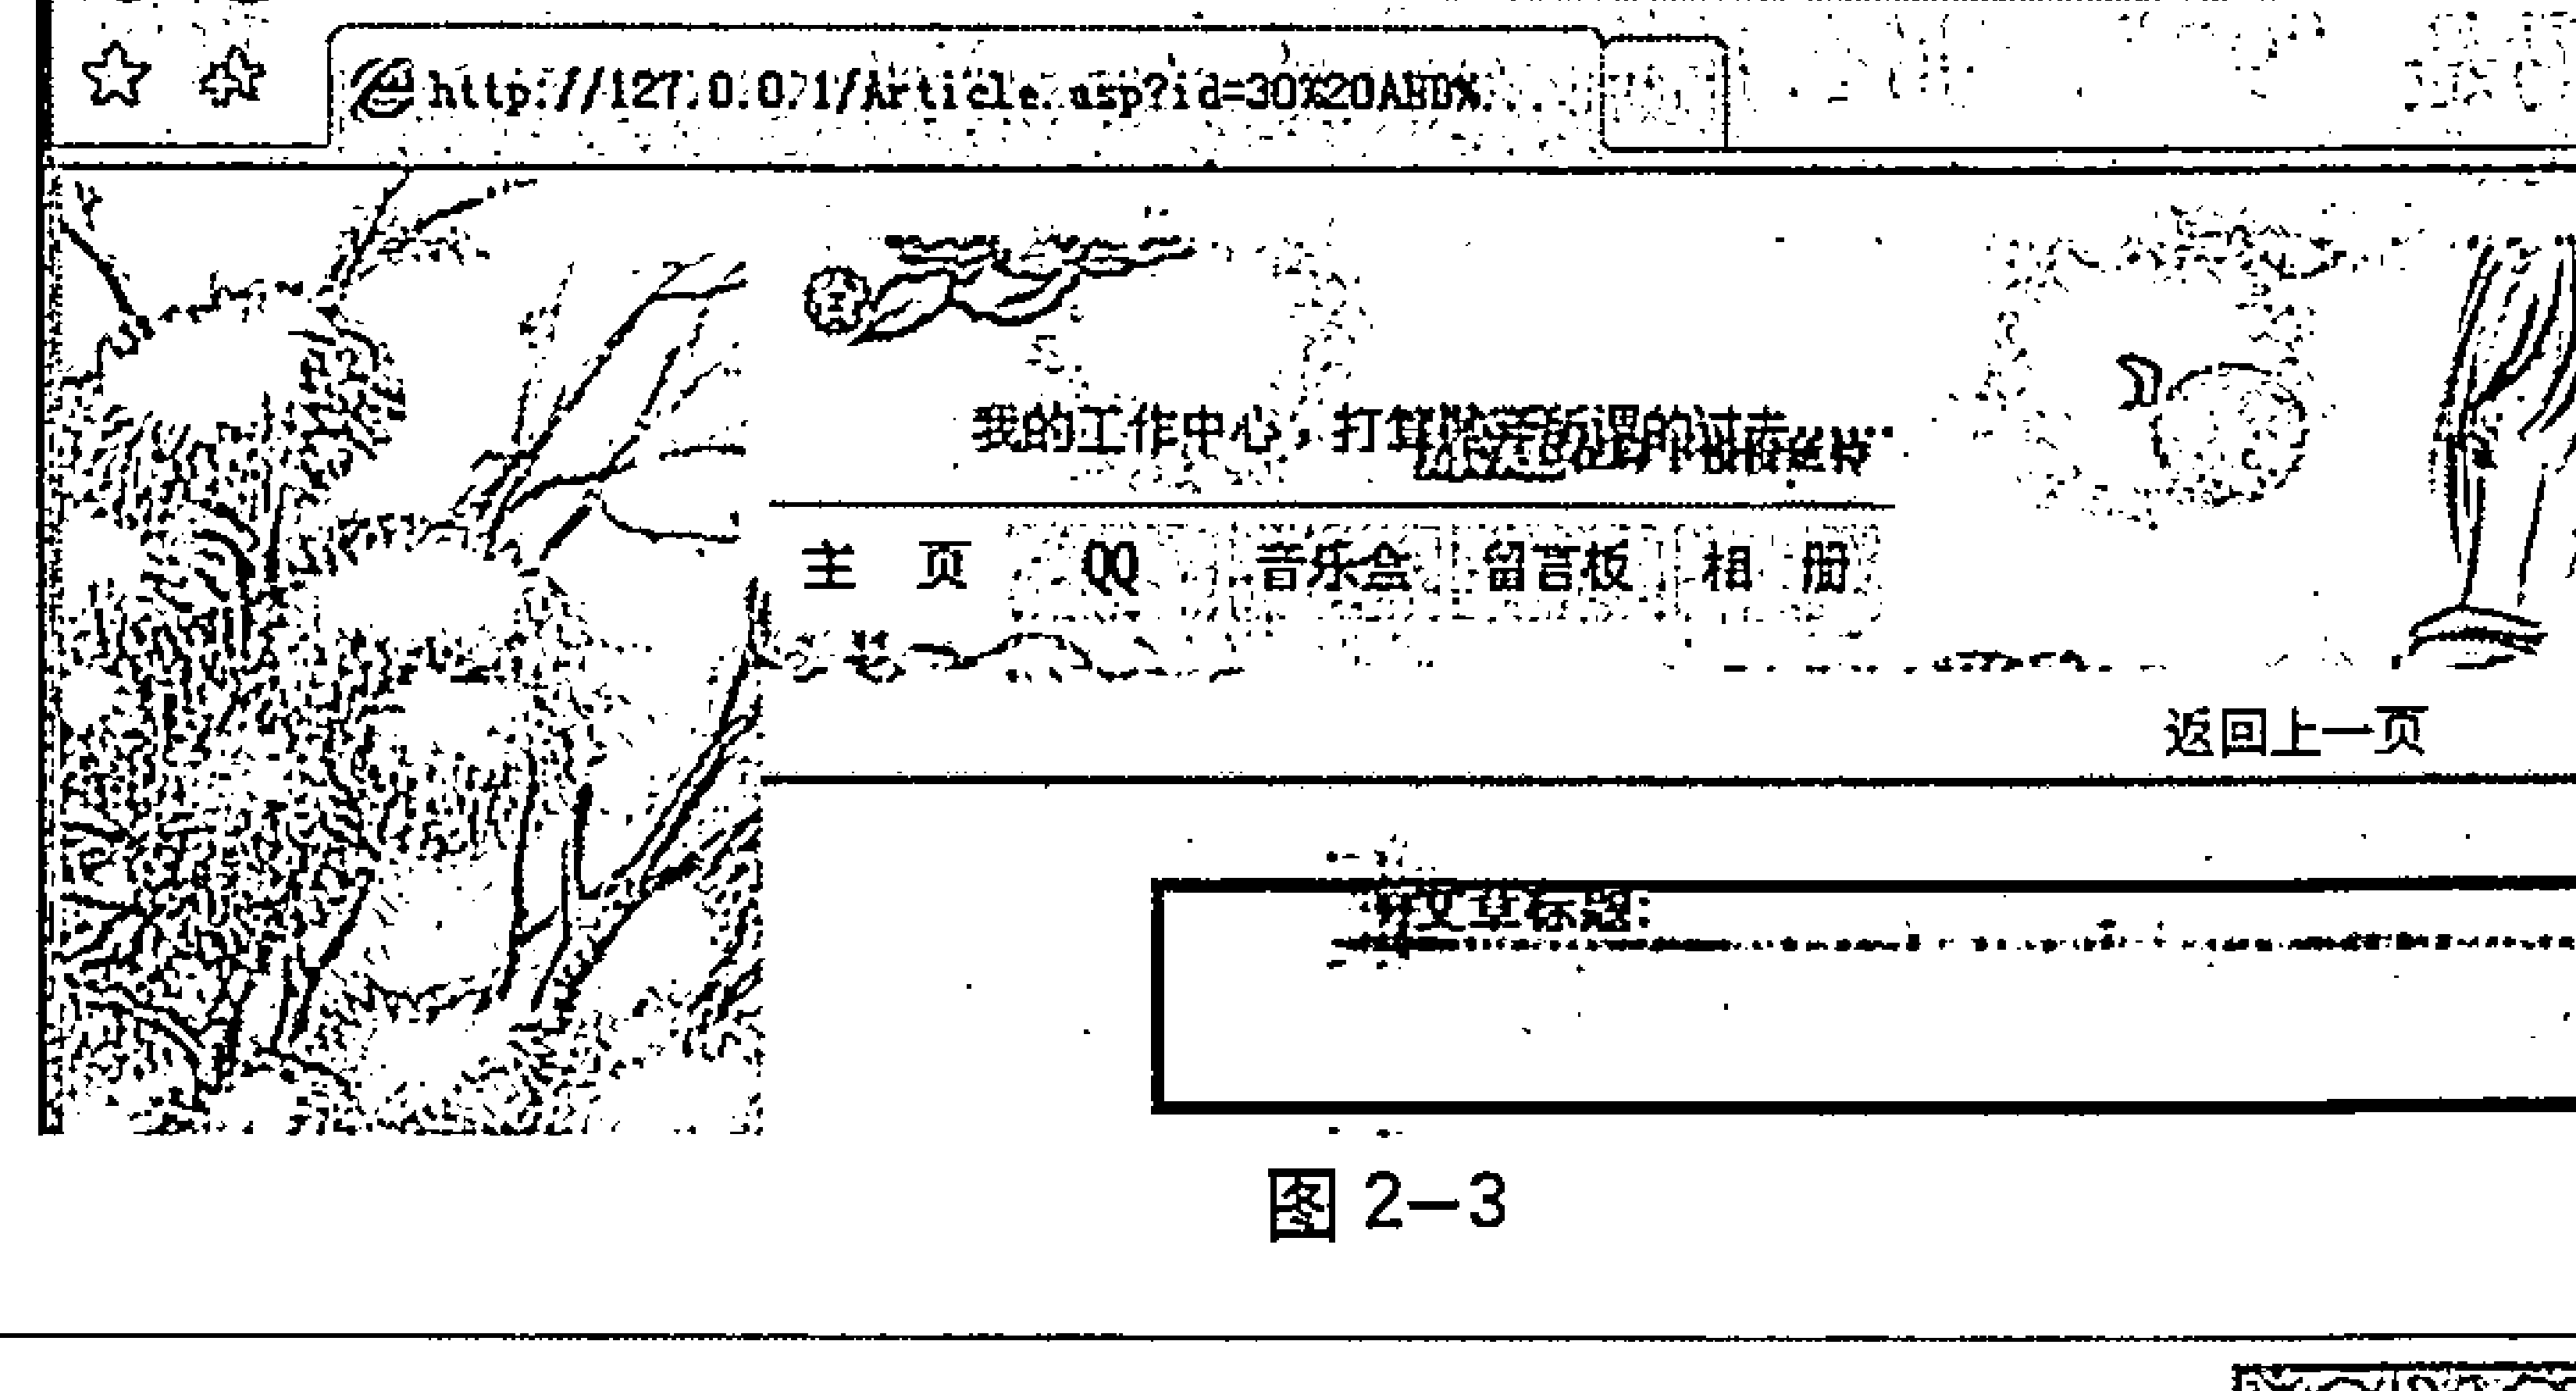 http://127.0.0.1/Article.asp?id=30%20AND%
我的工作中心，打算
主 页 QQ 音乐盒 留言板 相 册
返回上一页
文章标题:
图 2-3